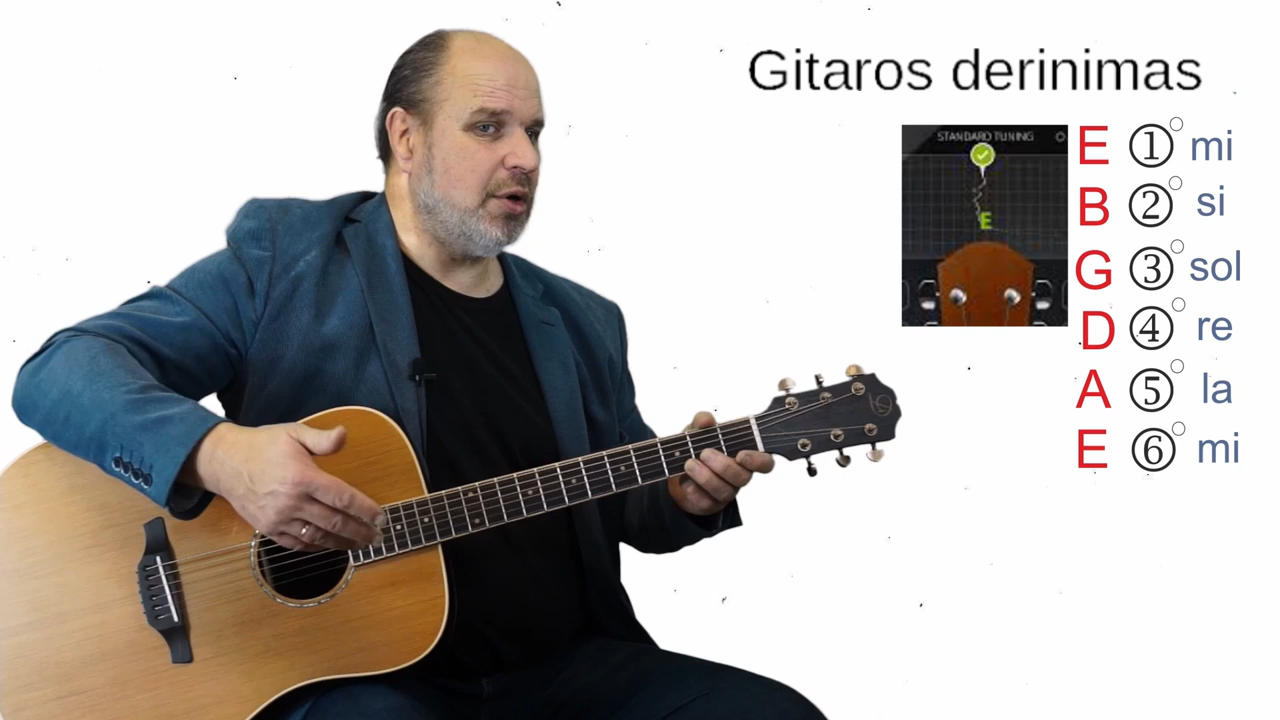 Gitaros derinimas
STANDARD TUNING
E
E ① mi
B ② si
G ③ sol
D ④ re
A ⑤ la
E ⑥ mi